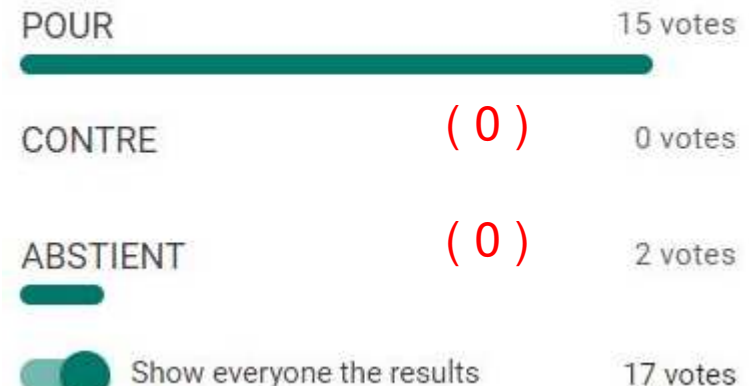 POUR 15 votes
CONTRE ( 0 ) 0 votes
ABSTIENT ( 0 ) 2 votes
Show everyone the results 17 votes